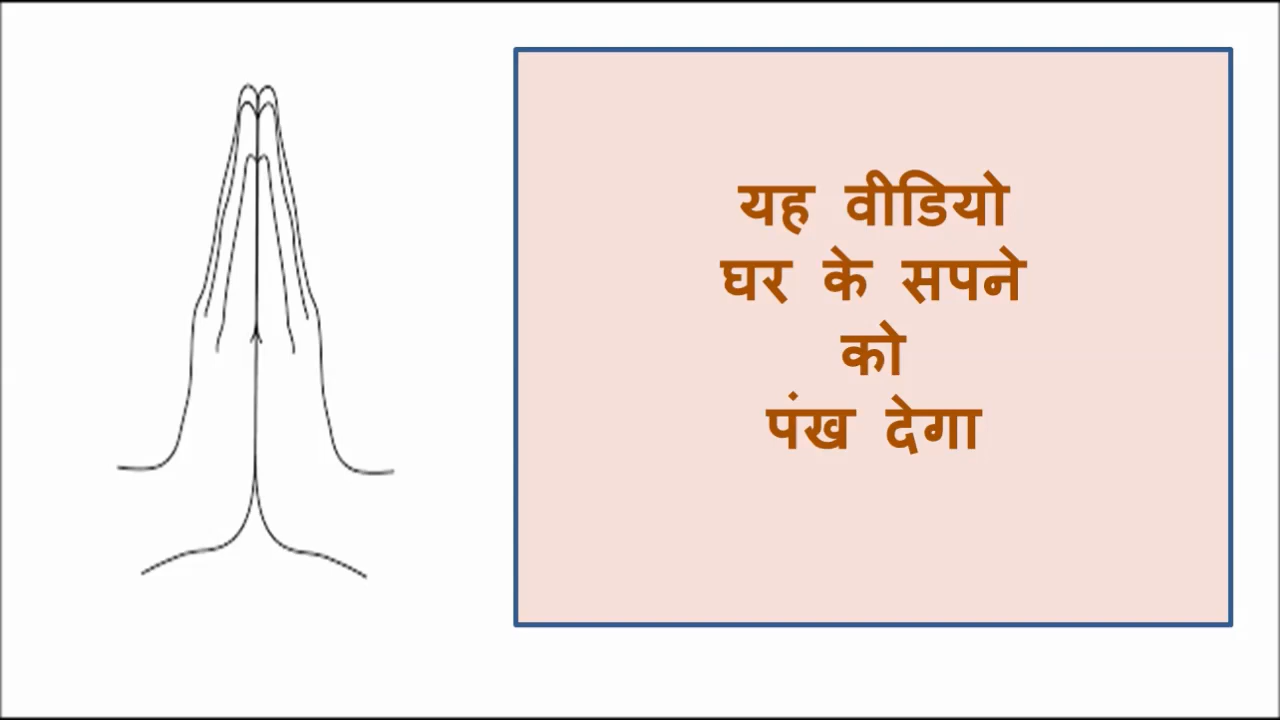 यह वीडियो
घर के सपने
को
पंख देगा